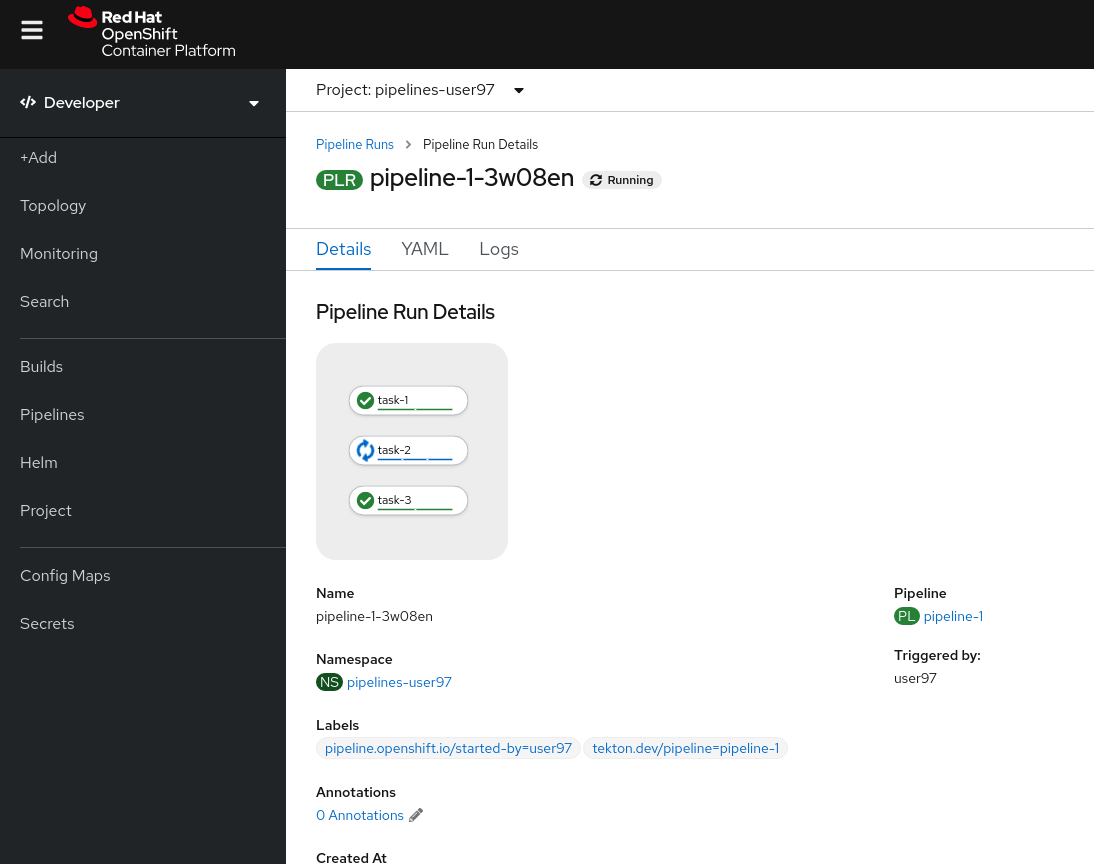 Red Hat
OpenShift
Container Platform
Developer
+Add
Topology
Monitoring
Search
Builds
Pipelines
Helm
Project
Config Maps
Secrets
Project: pipelines-user97
Pipeline Runs > Pipeline Run Details
PLR pipeline-1-3w08en Running
Details YAML Logs
Pipeline Run Details
task-1
task-2
task-3
Name
pipeline-1-3w08en
Namespace
NS pipelines-user97
Labels
pipeline.openshift.io/started-by=user97 tekton.dev/pipeline=pipeline-1
Annotations
0 Annotations
Created At
Pipeline
PL pipeline-1
Triggered by:
user97